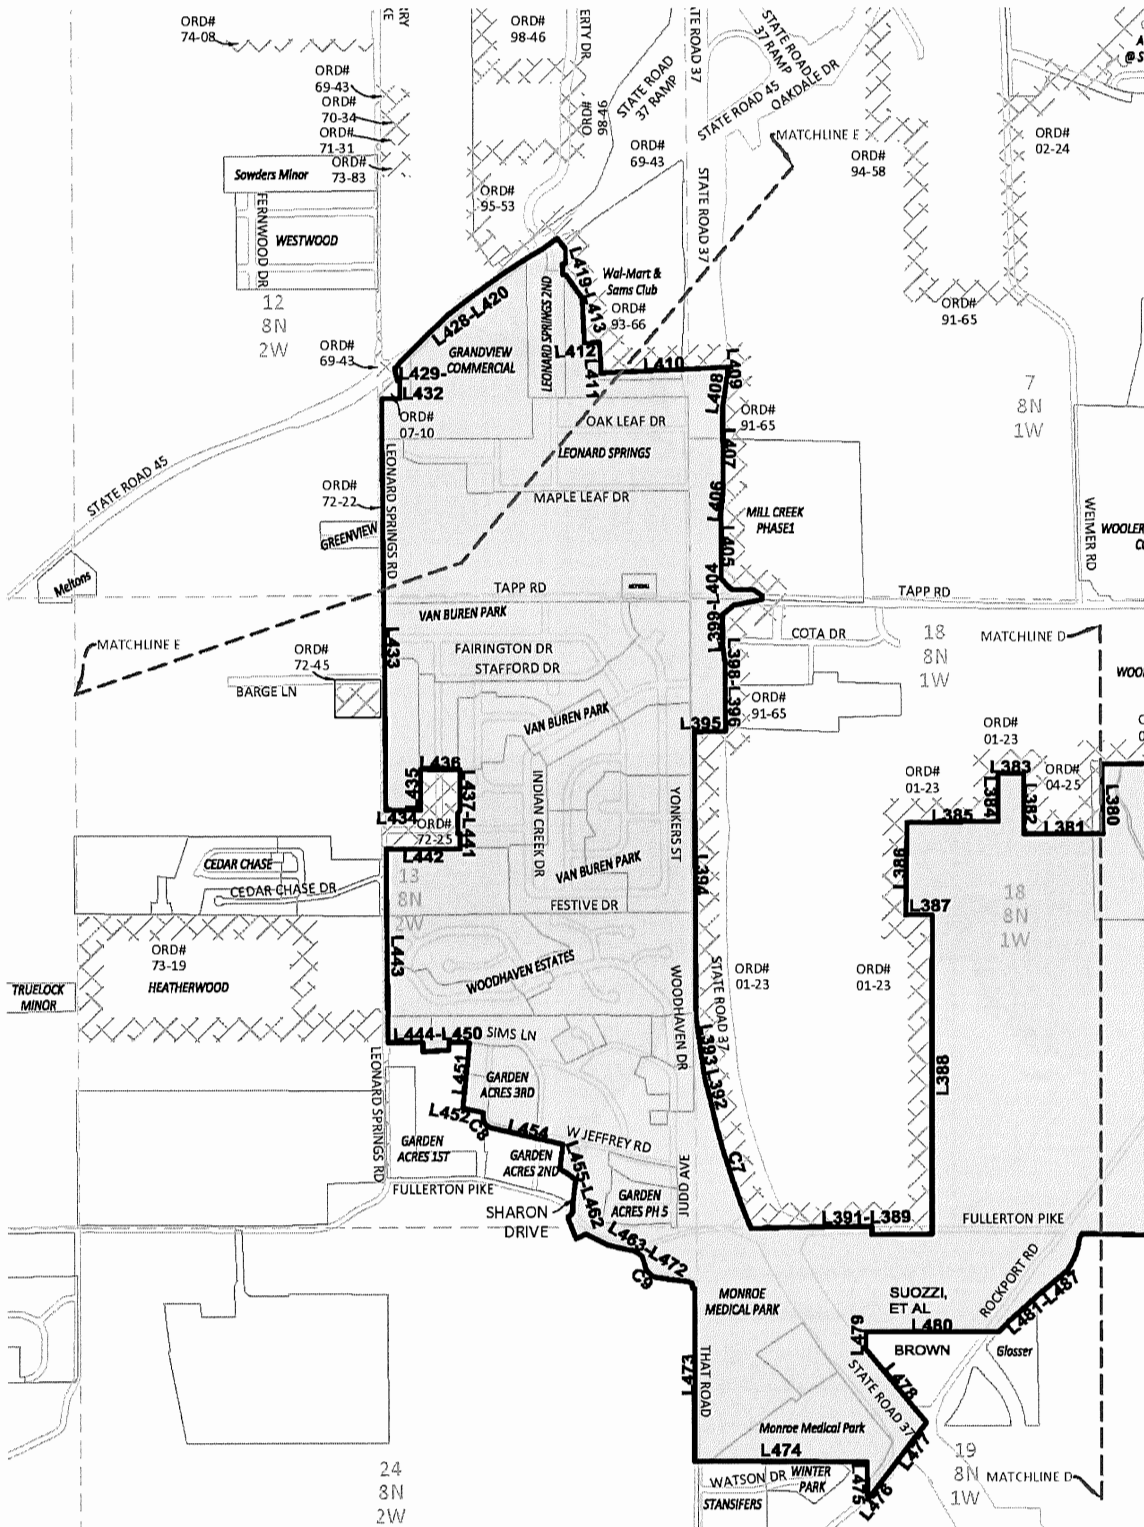 ORD#
74-08
ORD#
98-46
ERTY DR
STATE ROAD
37 RAMP
TE ROAD 37
STATE ROAD
37 RAMP
OAKDALE DR
STATE ROAD 45
@ S
ORD#
69-43
ORD#
70-34
ORD#
71-31
ORD#
73-83
ORD#
98-46
MATCHLINE E
ORD#
02-24
ORD#
69-43
ORD#
94-58
Sowders Minor
ORD#
95-53
STATE ROAD 37
FERNWOOD DR
WESTWOOD
12
8N
2W
L419-L413
Wal-Mart &
Sams Club
ORD#
93-66
ORD#
91-65
L428-L420
LEONARD SPRINGS 2ND
GRANDVIEW
COMMERCIAL
L412
L411
L410
L409
L408
ORD#
69-43
L429-
L432
ORD#
07-10
7
8N
1W
OAK LEAF DR
ORD#
91-65
L407
LEONARD SPRINGS
STATE ROAD 45
LEONARD SPRINGS RD
ORD#
72-22
MAPLE LEAF DR
L406
MILL CREEK
PHASE1
WEIMER RD
WOOLER
GREENVIEW
L405
Meltons
TAPP RD
L399-L404
TAPP RD
VAN BUREN PARK
L433
COTA DR
18
8N
1W
MATCHLINE D
MATCHLINE E
ORD#
72-45
FAIRINGTON DR
STAFFORD DR
L398-L396
WOOL
BARGE LN
VAN BUREN PARK
L395
ORD#
91-65
ORD#
01-23
L436
L435
L437-L441
INDIAN CREEK DR
YONKERS ST
ORD#
01-23
L383
ORD#
04-25
L384
L382
L380
L434
ORD#
72-25
L385
L381
L442
L386
CEDAR CHASE
CEDAR CHASE DR
13
8N
2W
VAN BUREN PARK
L394
18
8N
1W
FESTIVE DR
L387
ORD#
73-19
HEATHERWOOD
L443
WOODHAVEN ESTATES
WOODHAVEN DR
STATE ROAD 37
ORD#
01-23
ORD#
01-23
TRUELOCK
MINOR
L444-L450
SIMS LN
L393
L392
L388
LEONARD SPRINGS RD
L451
GARDEN
ACRES 3RD
L452
C8
L454
W JEFFREY RD
GARDEN
ACRES 1ST
GARDEN
ACRES 2ND
L455-L462
C7
FULLERTON PIKE
GARDEN
ACRES PH 5
JUDD AVE
SHARON
DRIVE
L391-L389
FULLERTON PIKE
L463-L472
C9
MONROE
MEDICAL PARK
SUOZZI,
ET AL
ROCKPORT RD
L480
L481-L487
L479
BROWN
Glosser
L473
THAT ROAD
L478
STATE ROAD 37
Monroe Medical Park
L474
L477
24
8N
2W
WATSON DR
WINTER
PARK
STANSIFERS
L475
L476
19
8N
1W
MATCHLINE D